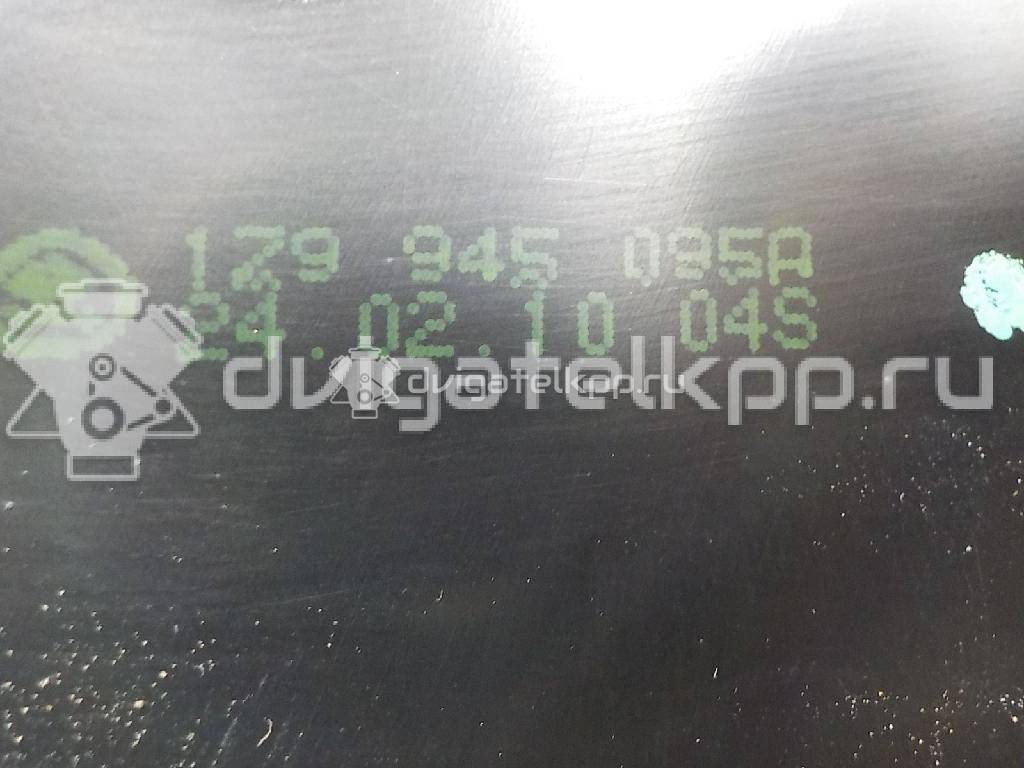 1Z9 945 095A
24.02.10 04S
dvigatelkpp.ru
dvigatelkpp.ru